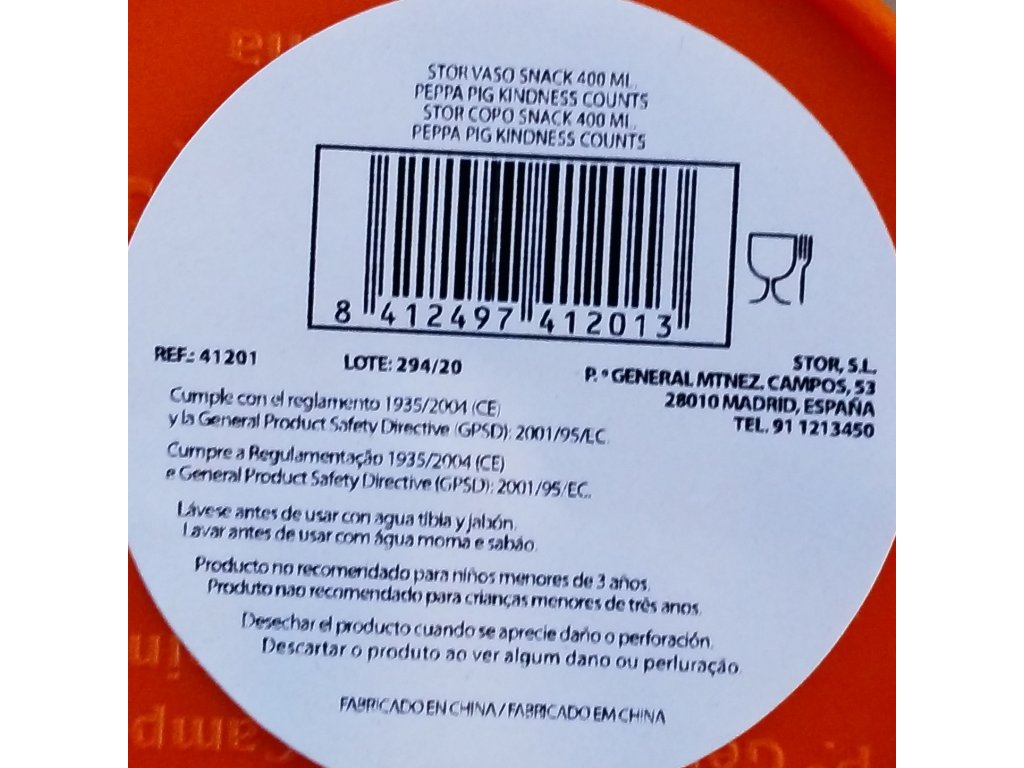 STOR VASO SNACK 400 ML.
PEPPA PIG KINDNESS COUNTS
STOR COPO SNACK 400 ML.
PEPPA PIG KINDNESS COUNTS
8 412497 412013
REF.: 41201
LOTE: 294/20
STOR, S.L.
P.º GENERAL MTNEZ. CAMPOS, 53
28010 MADRID, ESPAÑA
TEL. 91 1213450
Cumple con el reglamento 1935/2004 (CE)
y la General Product Safety Directive (GPSD): 2001/95/EC.
Cumpre a Regulamentação 1935/2004 (CE)
e General Product Safety Directive (GPSD): 2001/95/EC.
Lávese antes de usar con agua tibia y jabón.
Lavar antes de usar com água morna e sabão.
Producto no recomendado para niños menores de 3 años.
Produto nao recomendado para crianças menores de três anos.
Desechar el producto cuando se aprecie daño o perforación.
Descartar o produto ao ver algum dano ou perfuração.
FABRICADO EN CHINA / FABRICADO EM CHINA